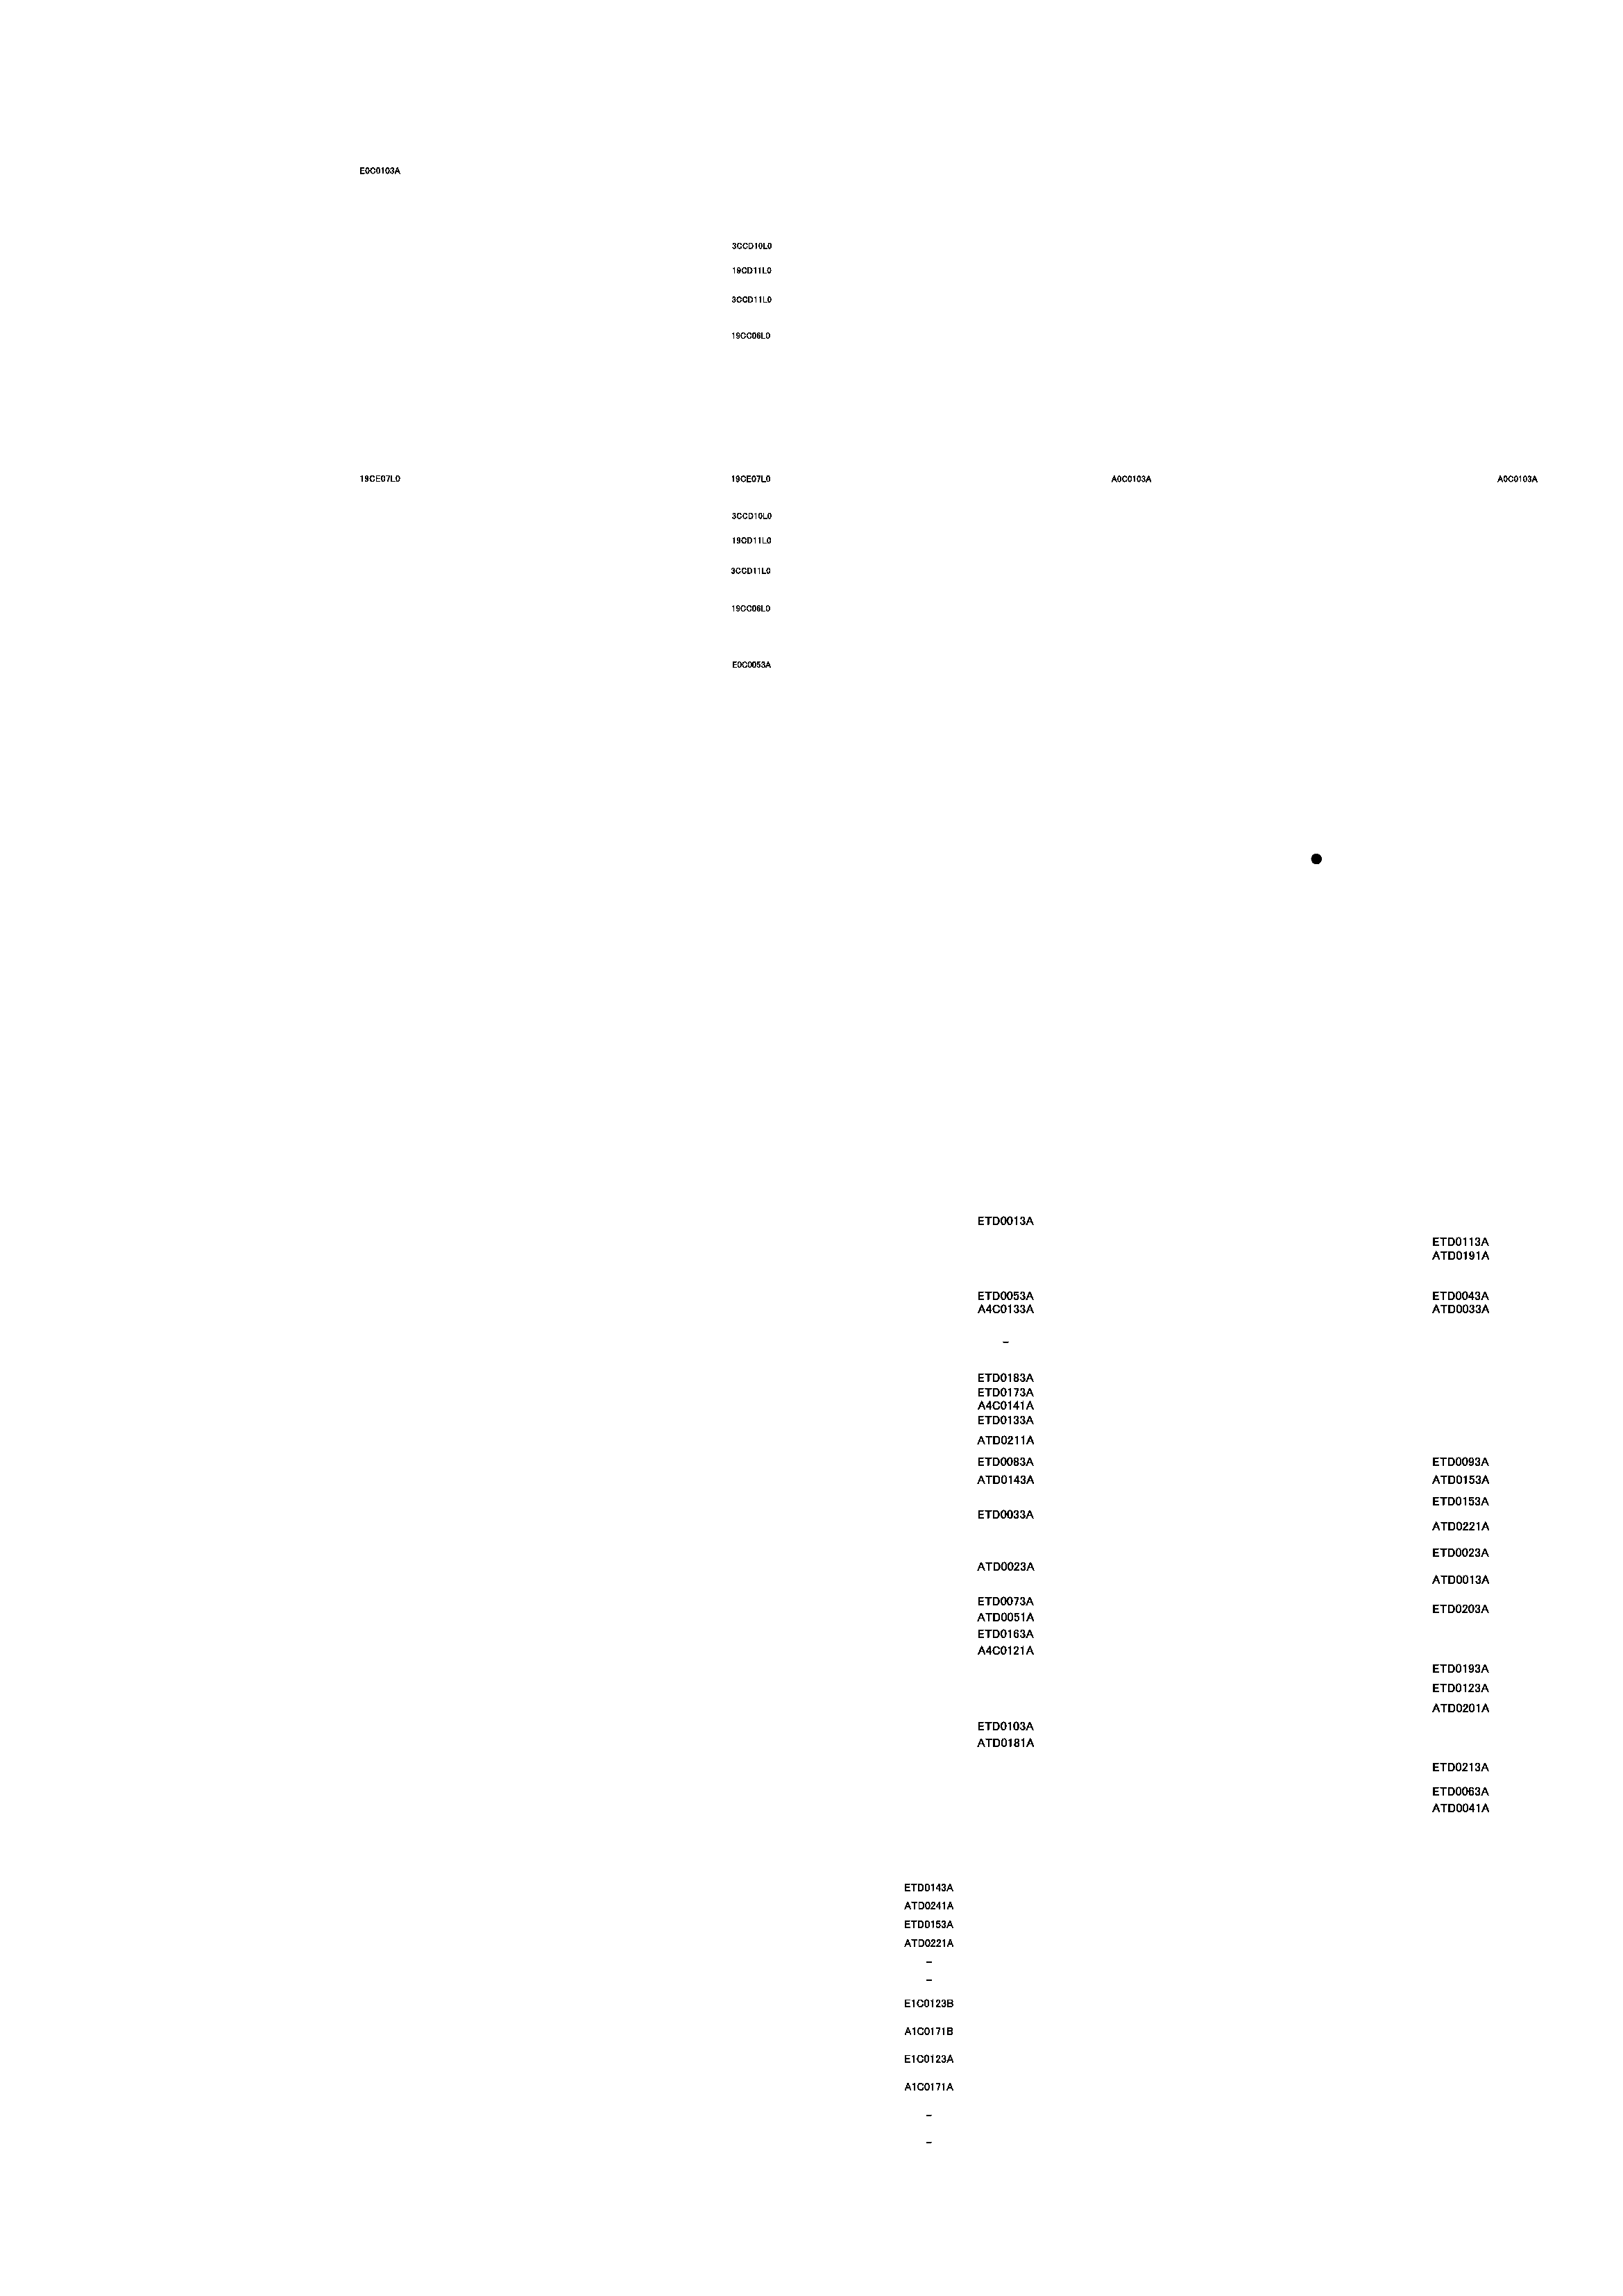 E0C0103A
3CCD10L0
19CD11L0
3CCD11L0
19CC06L0
19CE07L0 19CE07L0 A0C0103A A0C0103A
3CCD10L0
19CD11L0
3CCD11L0
19CC06L0
E0C0053A
●
ETD0013A
ETD0113A
ATD0191A
ETD0053A ETD0043A
A4C0133A ATD0033A
–
ETD0183A
ETD0173A
A4C0141A
ETD0133A
ATD0211A
ETD0083A ETD0093A
ATD0143A ATD0153A
ETD0153A
ETD0033A
ATD0221A
ETD0023A
ATD0023A
ATD0013A
ETD0073A
ETD0203A
ATD0051A
ETD0163A
A4C0121A
ETD0193A
ETD0123A
ATD0201A
ETD0103A
ATD0181A
ETD0213A
ETD0063A
ATD0041A
ETD0143A
ATD0241A
ETD0153A
ATD0221A
–
–
E1C0123B
A1C0171B
E1C0123A
A1C0171A
–
–